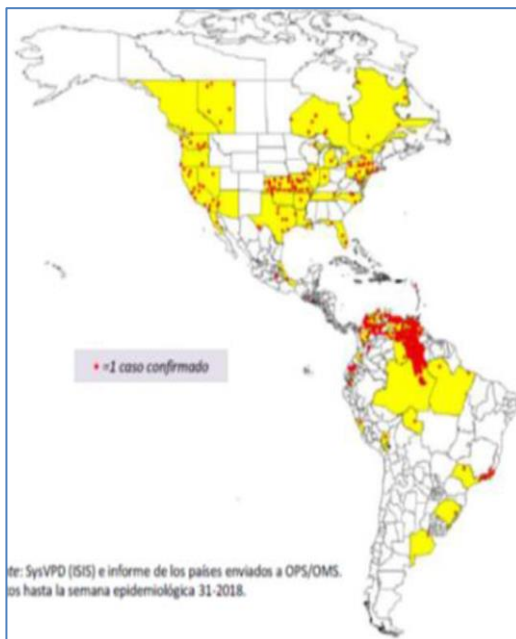 • =1 caso confirmado
te: SysVPD (ISIS) e informe de los países enviados a OPS/OMS.
os hasta la semana epidemiológica 31-2018.